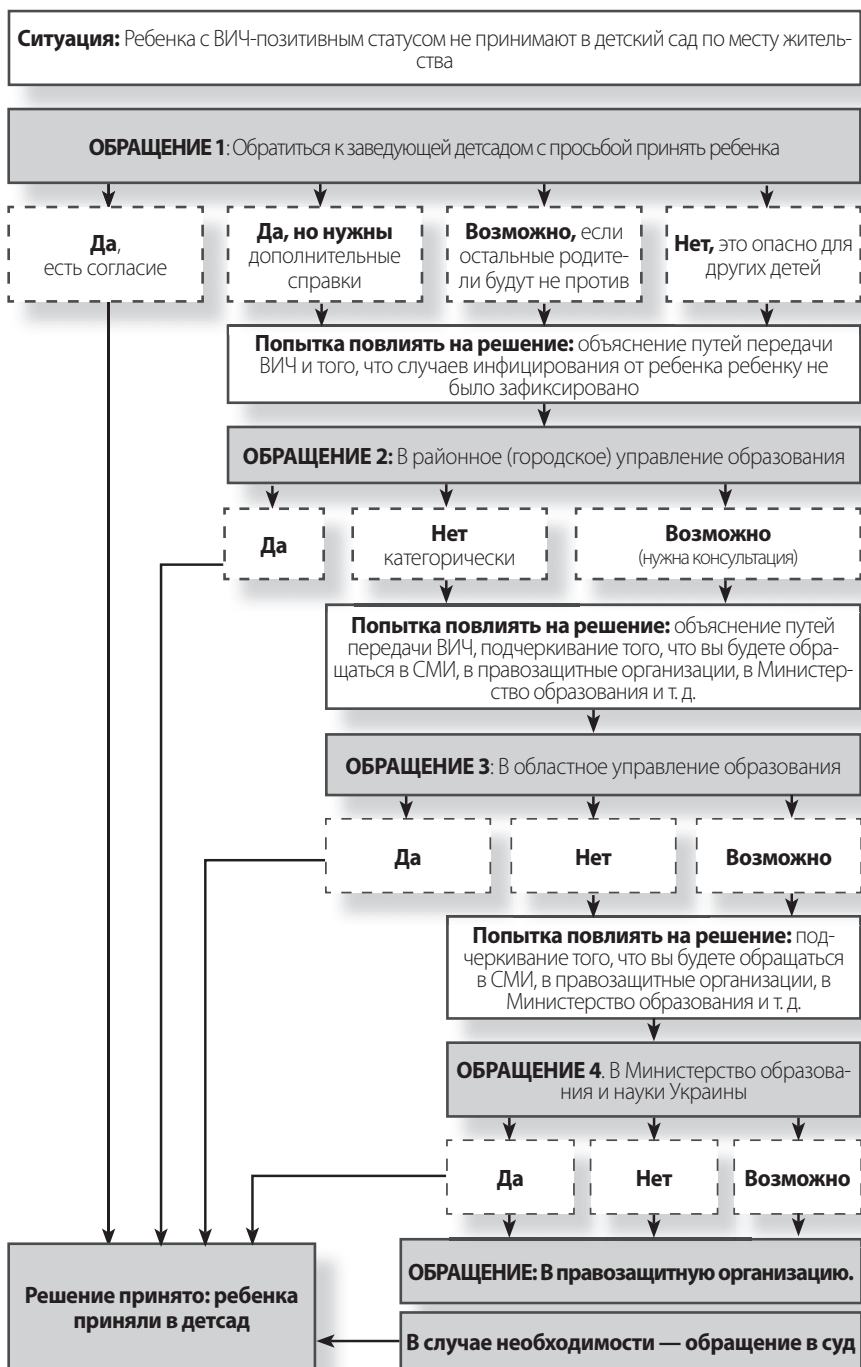 Ситуация: Ребенка с ВИЧ-позитивным статусом не принимают в детский сад по месту житель-
ства
ОБРАЩЕНИЕ 1: Обратиться к заведующей детсадом с просьбой принять ребенка
Да,
есть согласие
Да, но нужны
дополнительные
справки
Возможно, если
остальные родите-
ли будут не против
Нет, это опасно для
других детей
Попытка повлиять на решение: объяснение путей передачи
ВИЧ и того, что случаев инфицирования от ребенка ребенку не
было зафиксировано
ОБРАЩЕНИЕ 2: В районное (городское) управление образования
Да
Нет
категорически
Возможно
(нужна консультация)
Попытка повлиять на решение: объяснение путей
передачи ВИЧ, подчеркивание того, что вы будете обра-
щаться в СМИ, в правозащитные организации, в Министер-
ство образования и т. д.
ОБРАЩЕНИЕ 3: В областное управление образования
Да
Нет
Возможно
Попытка повлиять на решение: под-
черкивание того, что вы будете обращаться
в СМИ, в правозащитные организации, в
Министерство образования и т. д.
ОБРАЩЕНИЕ 4. В Министерство образова-
ния и науки Украины
Да
Нет
Возможно
Решение принято: ребенка
приняли в детсад
ОБРАЩЕНИЕ: В правозащитную организацию.
В случае необходимости — обращение в суд